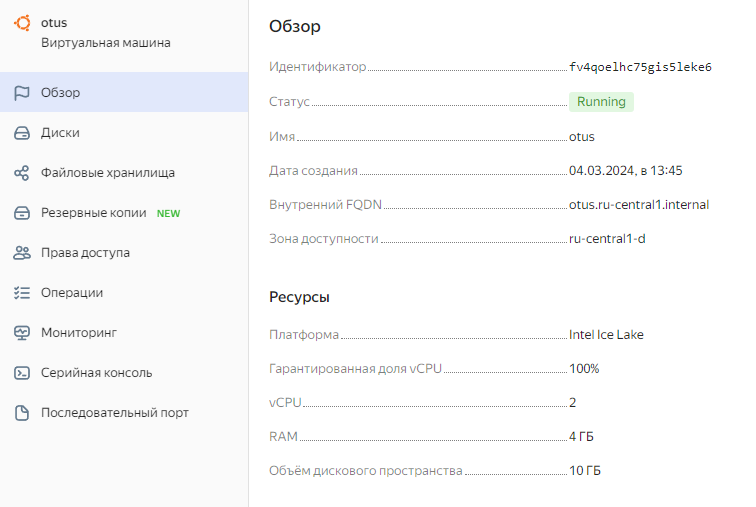 otus
Виртуальная машина
Обзор
Диски
Файловые хранилища
Резервные копии NEW
Права доступа
Операции
Мониторинг
Серийная консоль
Последовательный порт
Обзор
Идентификатор fv4qoelhc75gis5leke6
Статус Running
Имя otus
Дата создания 04.03.2024, в 13:45
Внутренний FQDN otus.ru-central1.internal
Зона доступности ru-central1-d
Ресурсы
Платформа Intel Ice Lake
Гарантированная доля vCPU 100%
vCPU 2
RAM 4 ГБ
Объём дискового пространства 10 ГБ